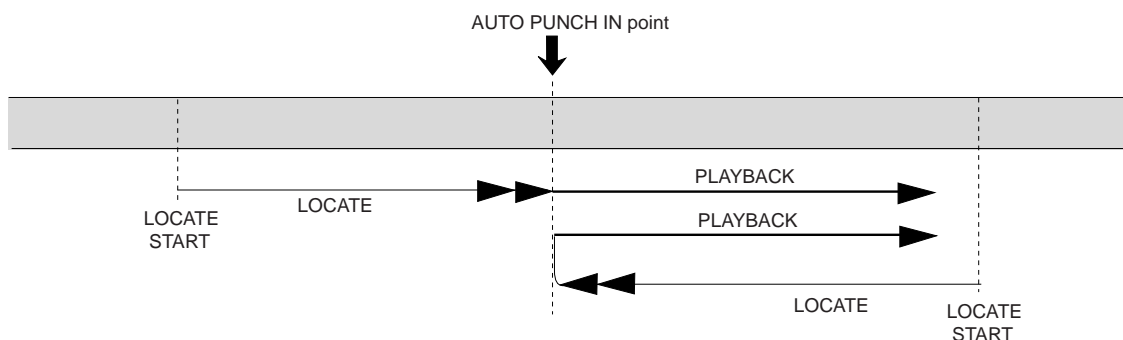 AUTO PUNCH IN point
PLAYBACK
LOCATE
LOCATE
START
PLAYBACK
LOCATE
LOCATE
START